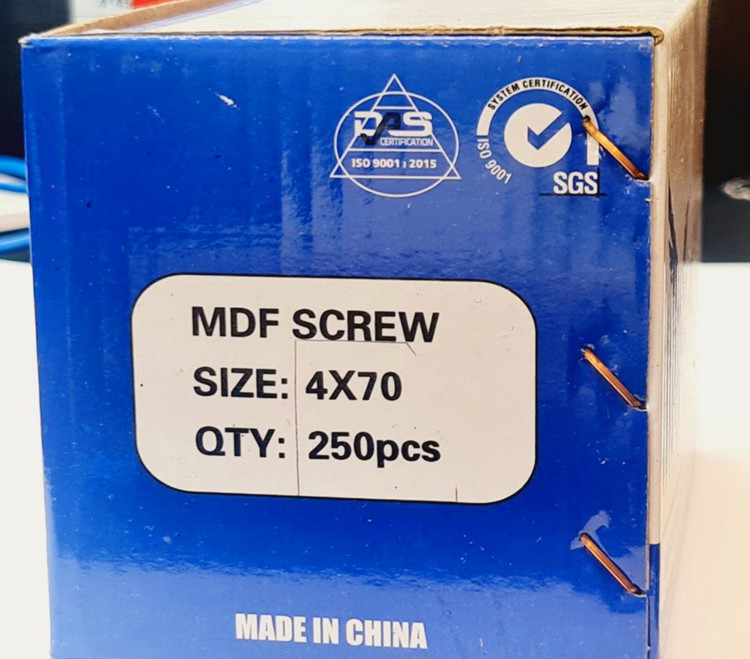 DAS
CERTIFICATION
ISO 9001 : 2015
SYSTEM CERTIFICATION
ISO 9001
SGS
MDF SCREW
SIZE: 4X70
QTY: 250pcs
MADE IN CHINA